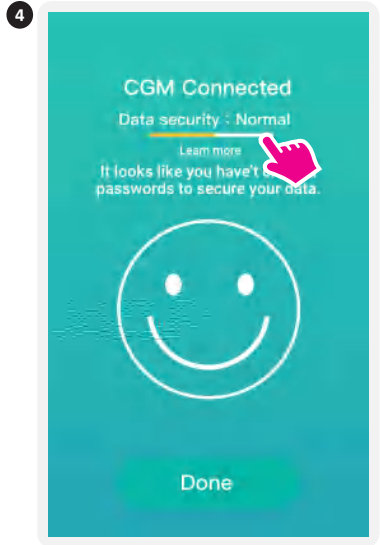 4
CGM Connected
Data security : Normal
Learn more
It looks like you have't
passwords to secure your data.
Done